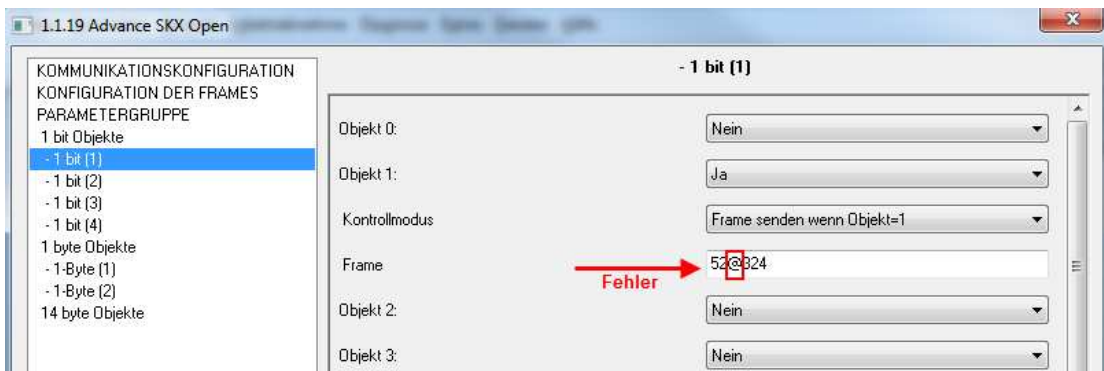 1.1.19 Advance SKX Open
x
KOMMUNIKATIONSKONFIGURATION
KONFIGURATION DER FRAMES
PARAMETERGRUPPE
1 bit Objekte
- 1 bit (1)
- 1 bit (2)
- 1 bit (3)
- 1 bit (4)
1 byte Objekte
- 1-Byte (1)
- 1-Byte (2)
14 byte Objekte
- 1 bit (1)
Objekt 0: Nein
Objekt 1: Ja
Kontrollmodus Frame senden wenn Objekt=1
Frame 52@324
Fehler
Objekt 2: Nein
Objekt 3: Nein